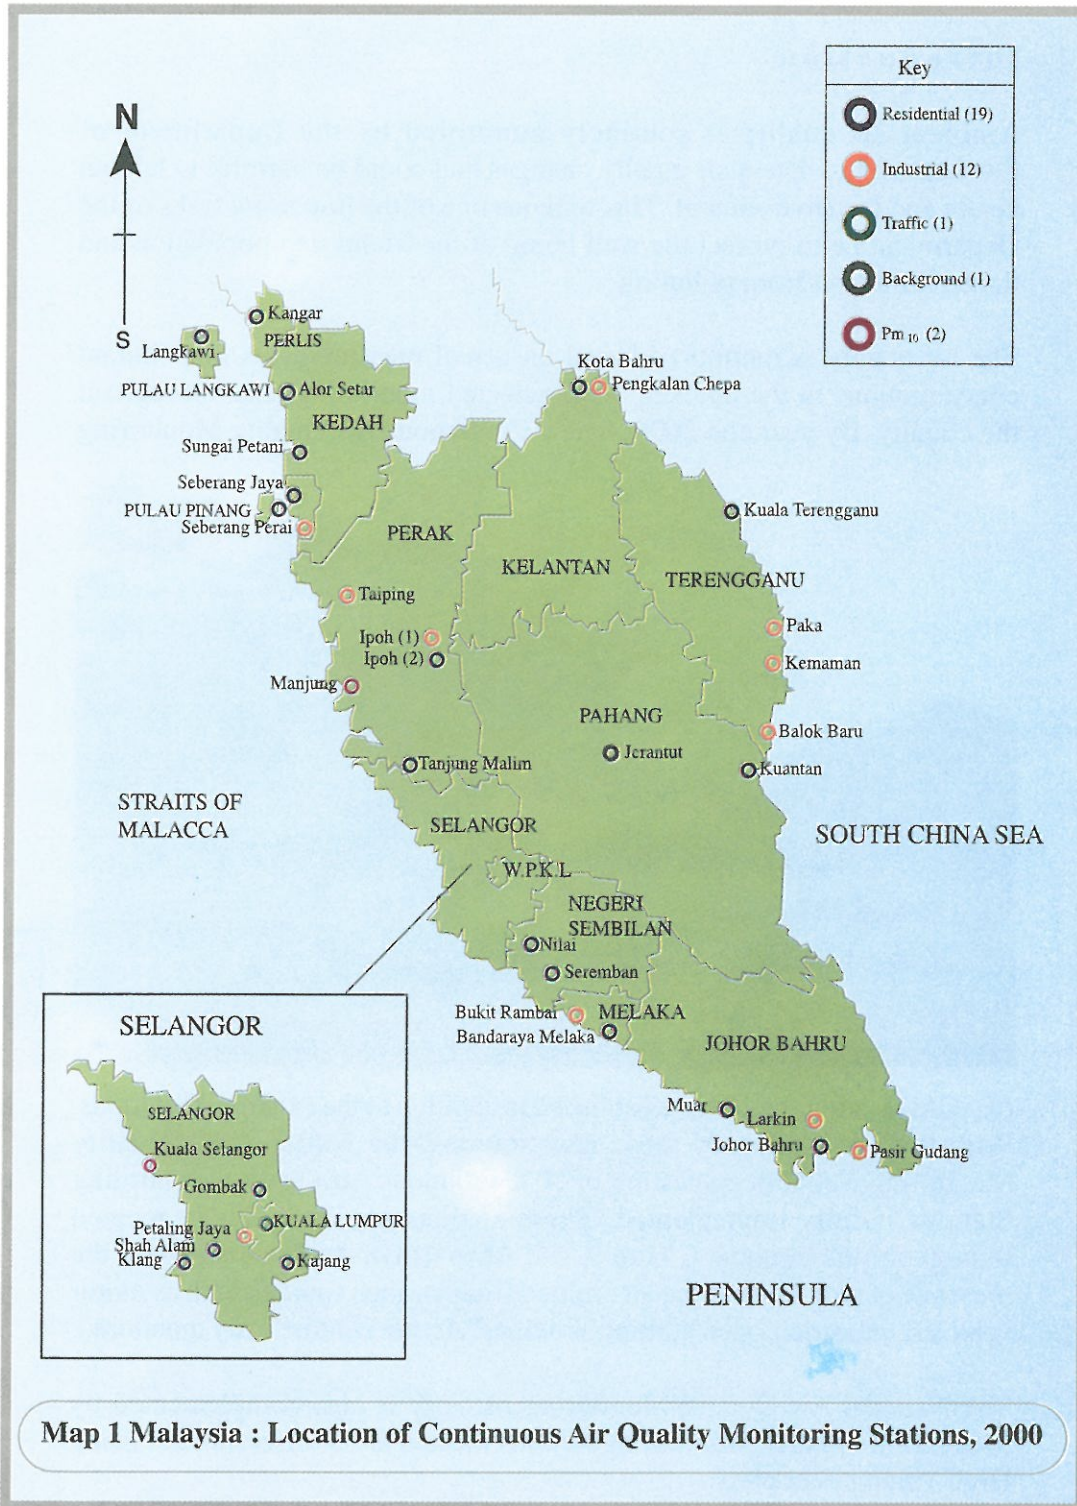 Key
Residential (19)
Industrial (12)
Traffic (1)
Background (1)
Pm 10 (2)
N
S
Kangar
PERLIS
Langkawi
PULAU LANGKAWI
Alor Setar
KEDAH
Sungai Petani
Seberang Jaya
PULAU PINANG
Seberang Perai
Kota Bahru
Pengkalan Chepa
Kuala Terengganu
PERAK
KELANTAN
TERENGGANU
Taiping
Ipoh (1)
Ipoh (2)
Manjung
Paka
Kemaman
PAHANG
Balok Baru
Jerantut
Kuantan
Tanjung Malim
STRAITS OF
MALACCA
SELANGOR
SOUTH CHINA SEA
W.P.K.L
NEGERI
SEMBILAN
Nilai
Seremban
Bukit Rambai
MELAKA
Bandaraya Melaka
JOHOR BAHRU
Muar
Larkin
Johor Bahru
Pasir Gudang
SELANGOR
SELANGOR
Kuala Selangor
Gombak
KUALA LUMPUR
Petaling Jaya
Shah Alam
Klang
Kajang
PENINSULA
Map 1 Malaysia : Location of Continuous Air Quality Monitoring Stations, 2000